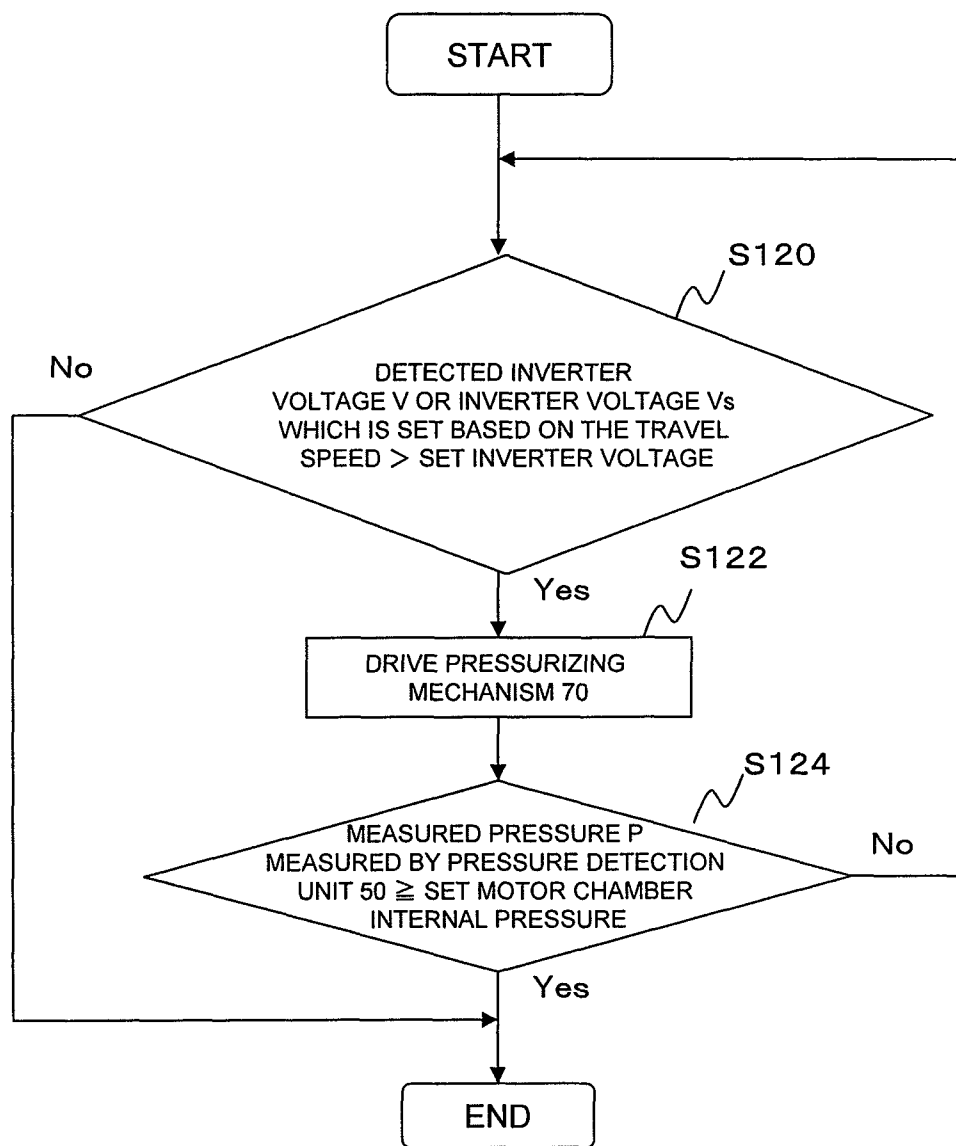 START
S120
No
DETECTED INVERTER
VOLTAGE V OR INVERTER VOLTAGE Vs
WHICH IS SET BASED ON THE TRAVEL
SPEED > SET INVERTER VOLTAGE
Yes
S122
DRIVE PRESSURIZING
MECHANISM 70
S124
MEASURED PRESSURE P
MEASURED BY PRESSURE DETECTION
UNIT 50 ≧ SET MOTOR CHAMBER
INTERNAL PRESSURE
No
Yes
END